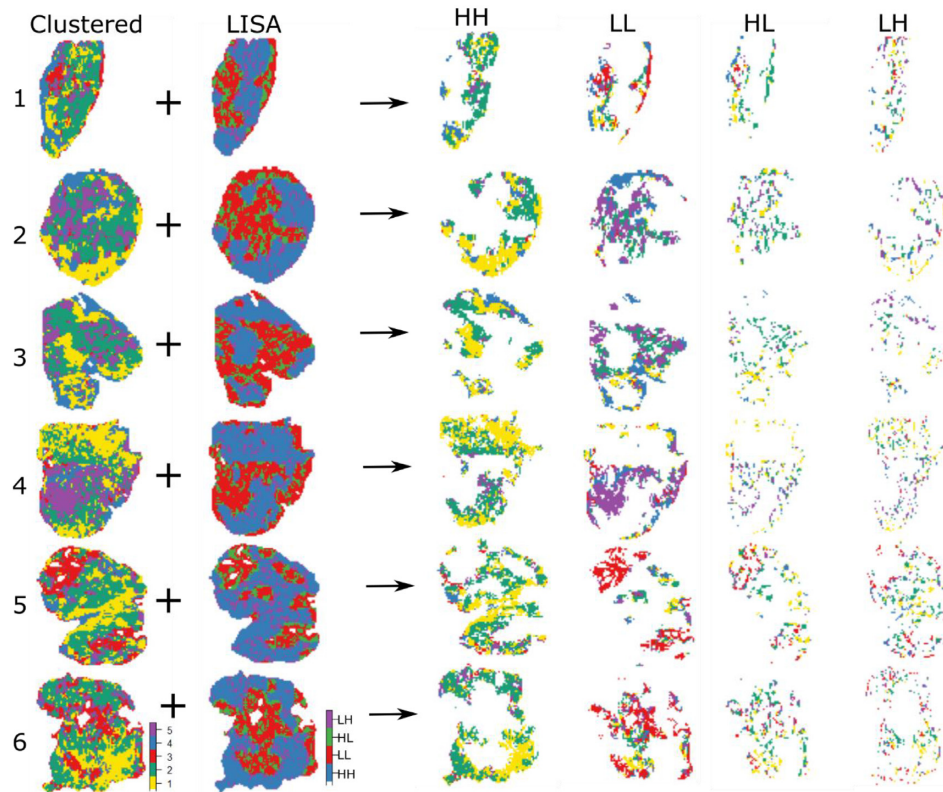 Clustered LISA HH LL HL LH
1 +
2 +
3 +
4 +
5 +
6 +
5
4
3
2
1
LH
HL
LL
HH